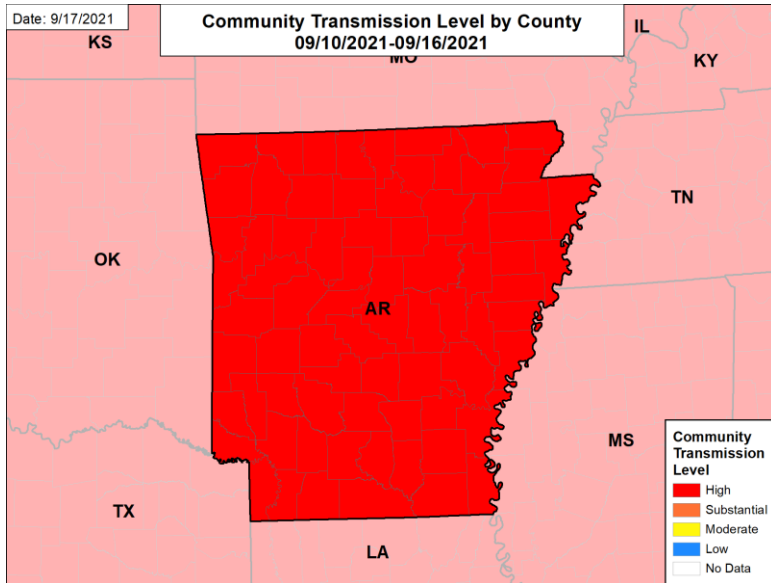 Date: 9/17/2021
Community Transmission Level by County
09/10/2021-09/16/2021
IL
KS
MO
KY
TN
OK
AR
MS
TX
LA
Community
Transmission
Level
High
Substantial
Moderate
Low
No Data